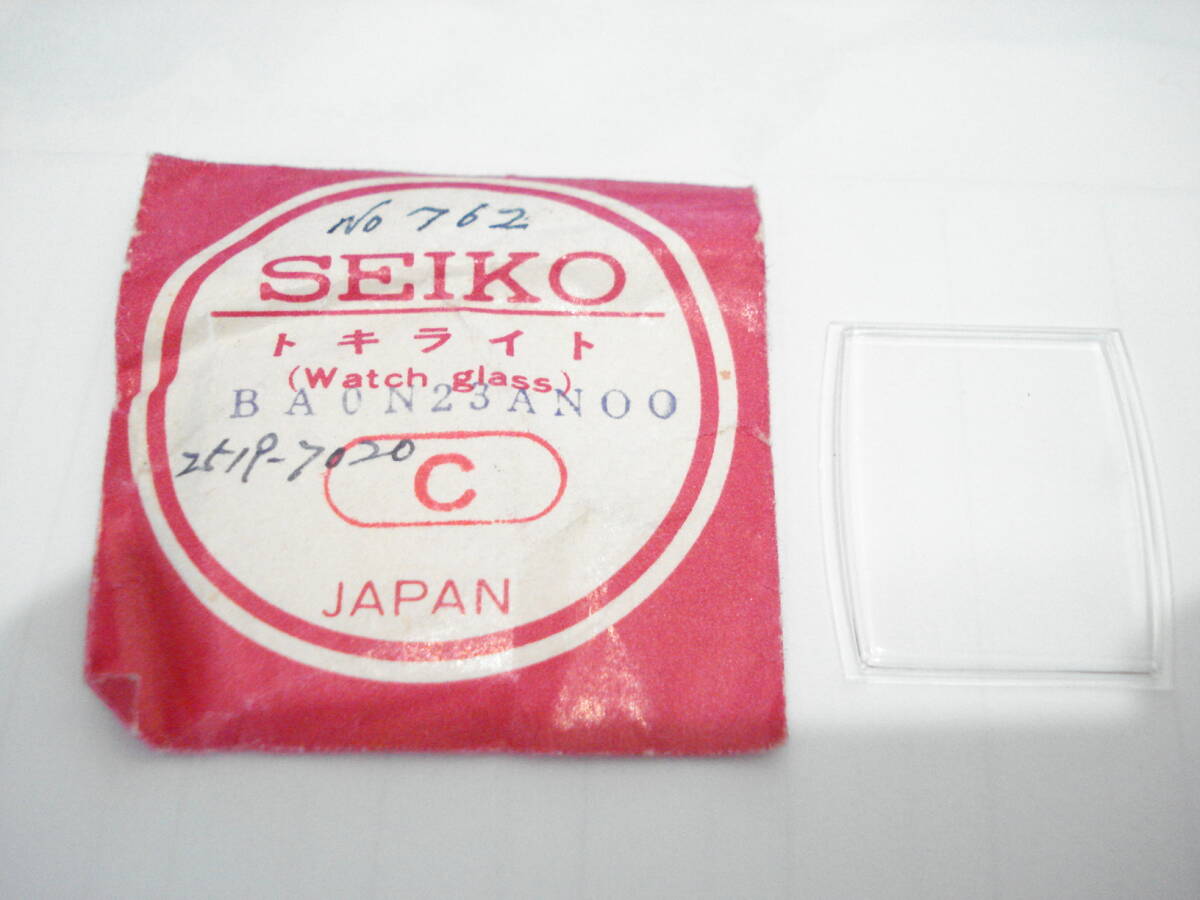 No 762
SEIKO
トキライト
(Watch glass)
BA0N23AN00
2519-7020
C
JAPAN